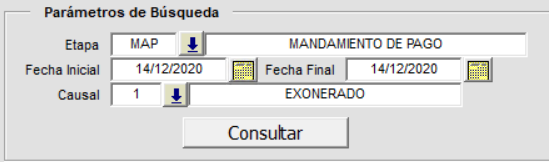 Parámetros de Búsqueda
Etapa MAP MANDAMIENTO DE PAGO
Fecha Inicial 14/12/2020 Fecha Final 14/12/2020
Causal 1 EXONERADO
Consultar